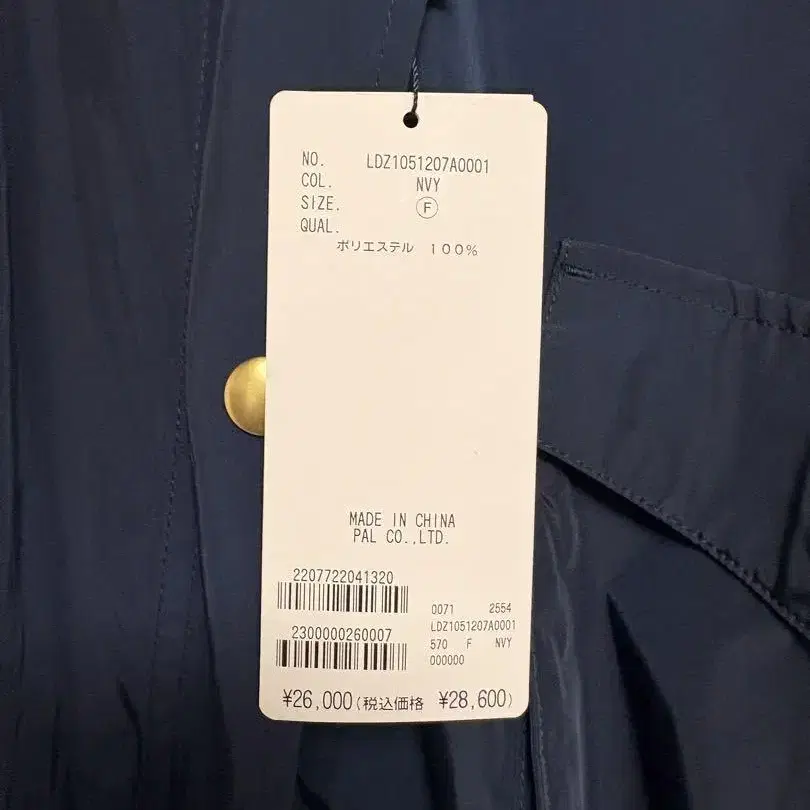 NO. LDZ1051207A0001
COL. NVY
SIZE. F
QUAL.
ポリエステル 100%
MADE IN CHINA
PAL CO.,LTD.
2207722041320
0071 2554
LDZ1051207A0001
2300000260007
570 F NVY
000000
¥26,000(税込価格 ¥28,600)